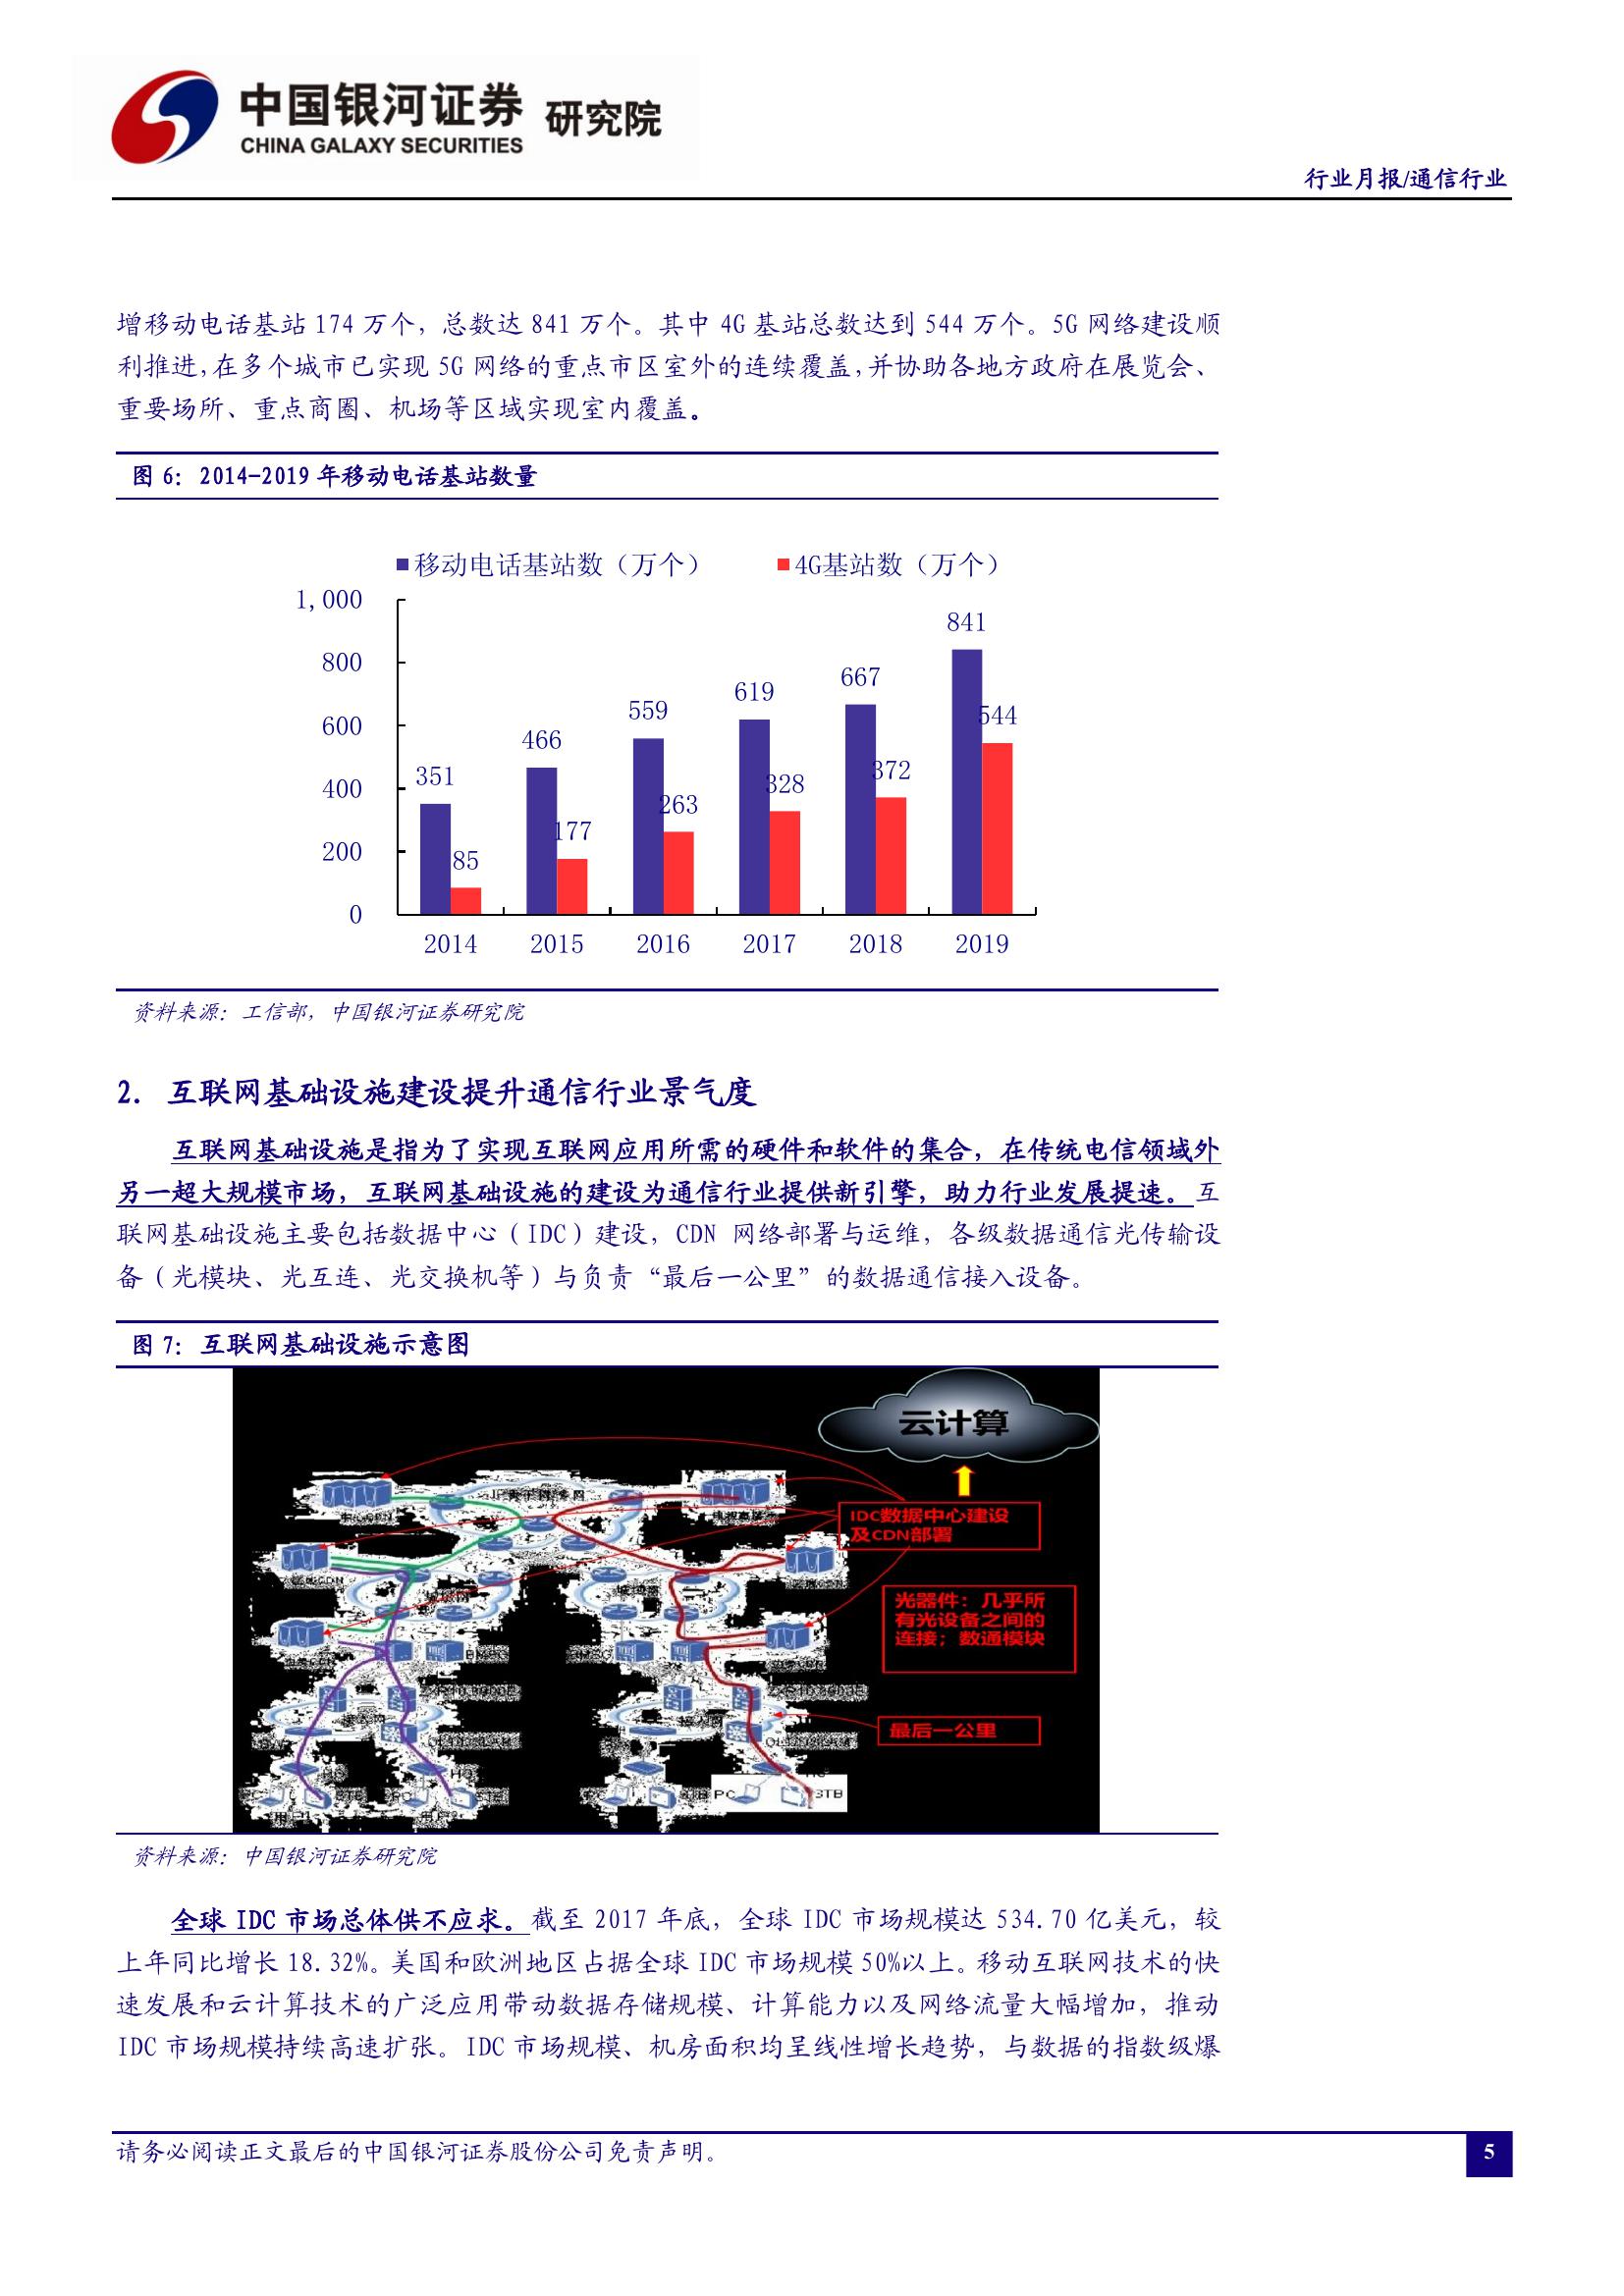 中国银河证券 研究院
CHINA GALAXY SECURITIES
行业月报/通信行业
增移动电话基站 174 万个，总数达 841 万个。其中 4G 基站总数达到 544 万个。5G 网络建设顺
利推进，在多个城市已实现 5G 网络的重点市区室外的连续覆盖，并协助各地方政府在展览会、
重要场所、重点商圈、机场等区域实现室内覆盖。
图 6：2014-2019 年移动电话基站数量
移动电话基站数（万个） 4G基站数（万个）
1,000
800
600
400
200
0
351 466 559 619 667 841
85 177 263 328 372 544
2014 2015 2016 2017 2018 2019
资料来源：工信部，中国银河证券研究院
2. 互联网基础设施建设提升通信行业景气度
互联网基础设施是指为了实现互联网应用所需的硬件和软件的集合，在传统电信领域外
另一超大规模市场，互联网基础设施的建设为通信行业提供新引擎，助力行业发展提速。互
联网基础设施主要包括数据中心（IDC）建设，CDN 网络部署与运维，各级数据通信光传输设
备（光模块、光互连、光交换机等）与负责“最后一公里”的数据通信接入设备。
图 7：互联网基础设施示意图
云计算
IDC数据中心建设
及CDN部署
光器件：几乎所
有光设备之间的
连接；数通模块
最后一公里
PC STB
资料来源：中国银河证券研究院
全球 IDC 市场总体供不应求。截至 2017 年底，全球 IDC 市场规模达 534.70 亿美元，较
上年同比增长 18.32%。美国和欧洲地区占据全球 IDC 市场规模 50%以上。移动互联网技术的快
速发展和云计算技术的广泛应用带动数据存储规模、计算能力以及网络流量大幅增加，推动
IDC 市场规模持续高速扩张。IDC 市场规模、机房面积均呈线性增长趋势，与数据的指数级爆
请务必阅读正文最后的中国银河证券股份公司免责声明。
5